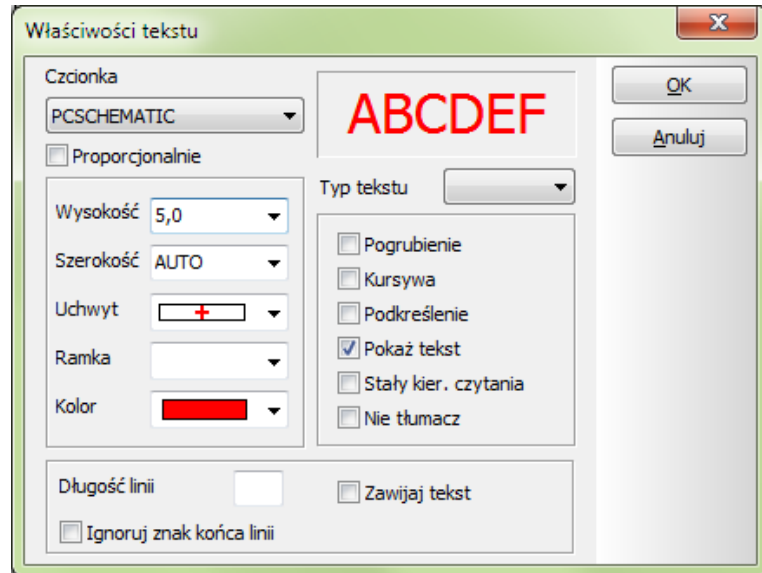 Właściwości tekstu
Czcionka
PCSCHEMATIC
Proporcjonalnie
ABCDEF
OK
Anuluj
Typ tekstu
Wysokość 5,0
Szerokość AUTO
Uchwyt
Ramka
Kolor
Pogrubienie
Kursywa
Podkreślenie
Pokaż tekst
Stały kier. czytania
Nie tłumacz
Długość linii
Zawijaj tekst
Ignoruj znak końca linii